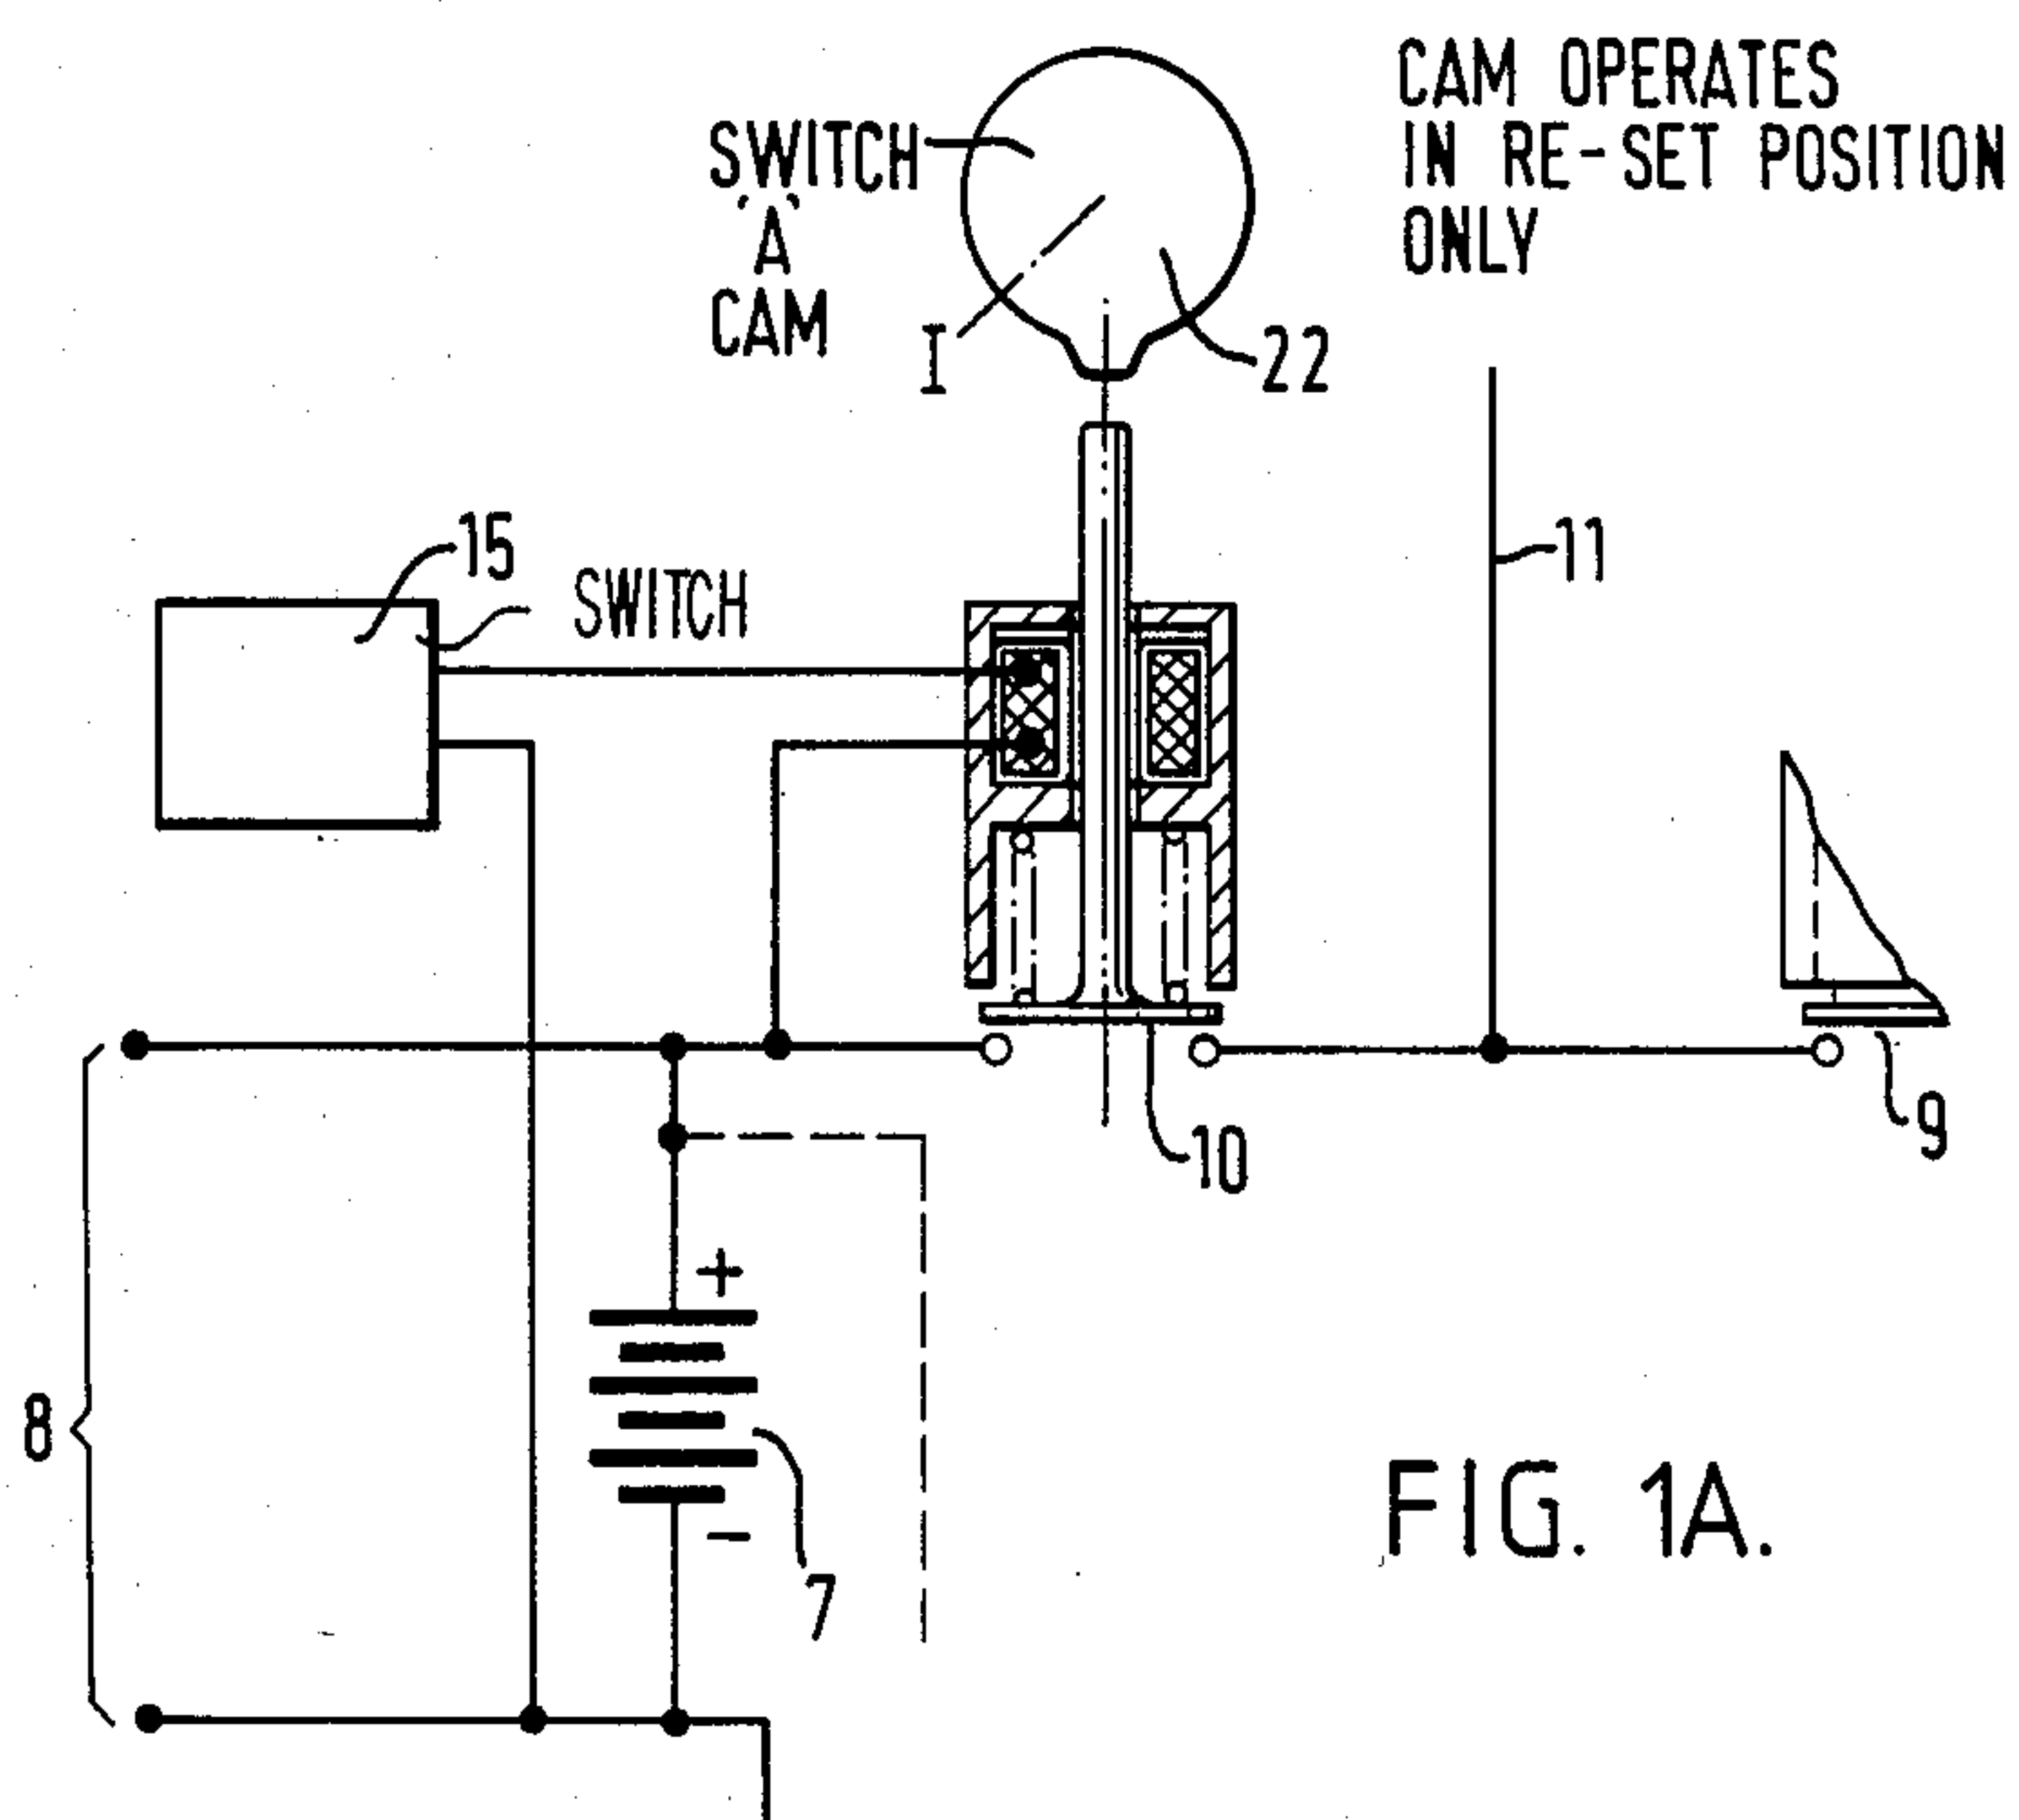 CAM OPERATES
IN RE-SET POSITION
ONLY
SWITCH
'A'
CAM
I
22
15
SWITCH
11
10
9
+
8
-
7
FIG. 1A.